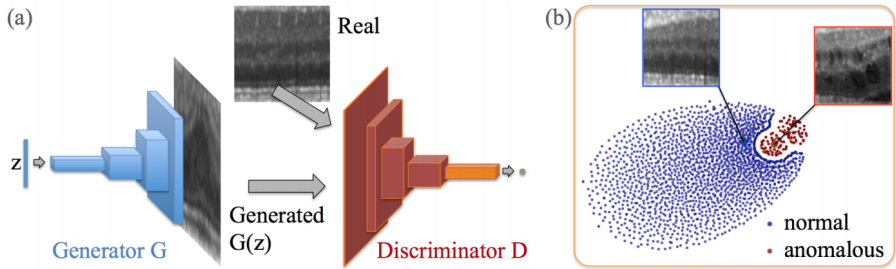 (a)
Real
z
Generated
G(z)
Generator G
Discriminator D
(b)
normal
anomalous